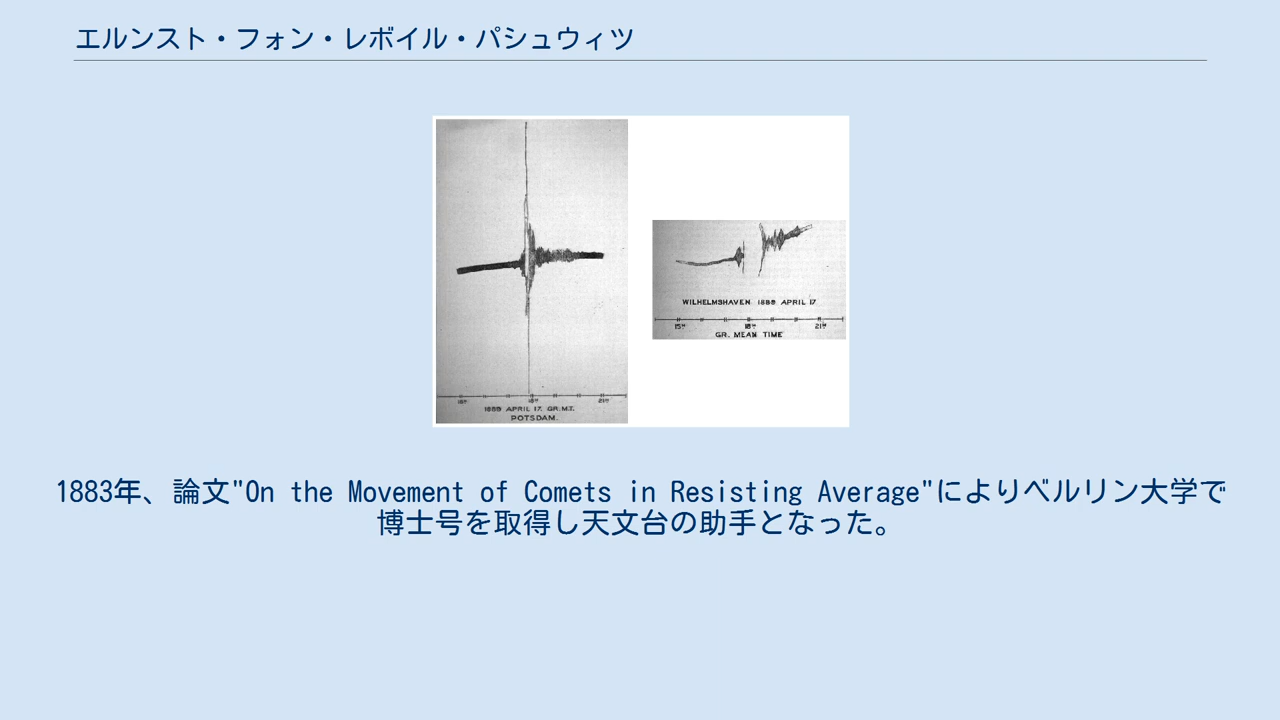 エルンスト・フォン・レボイル・パシュウィツ
1889 APRIL 17. GR.M.T.
POTSDAM.
WILHELMSHAVEN 1889 APRIL 17
15ʰ 18ʰ 21ʰ
GR. MEAN TIME
1883年、論文"On the Movement of Comets in Resisting Average"によりベルリン大学で
博士号を取得し天文台の助手となった。